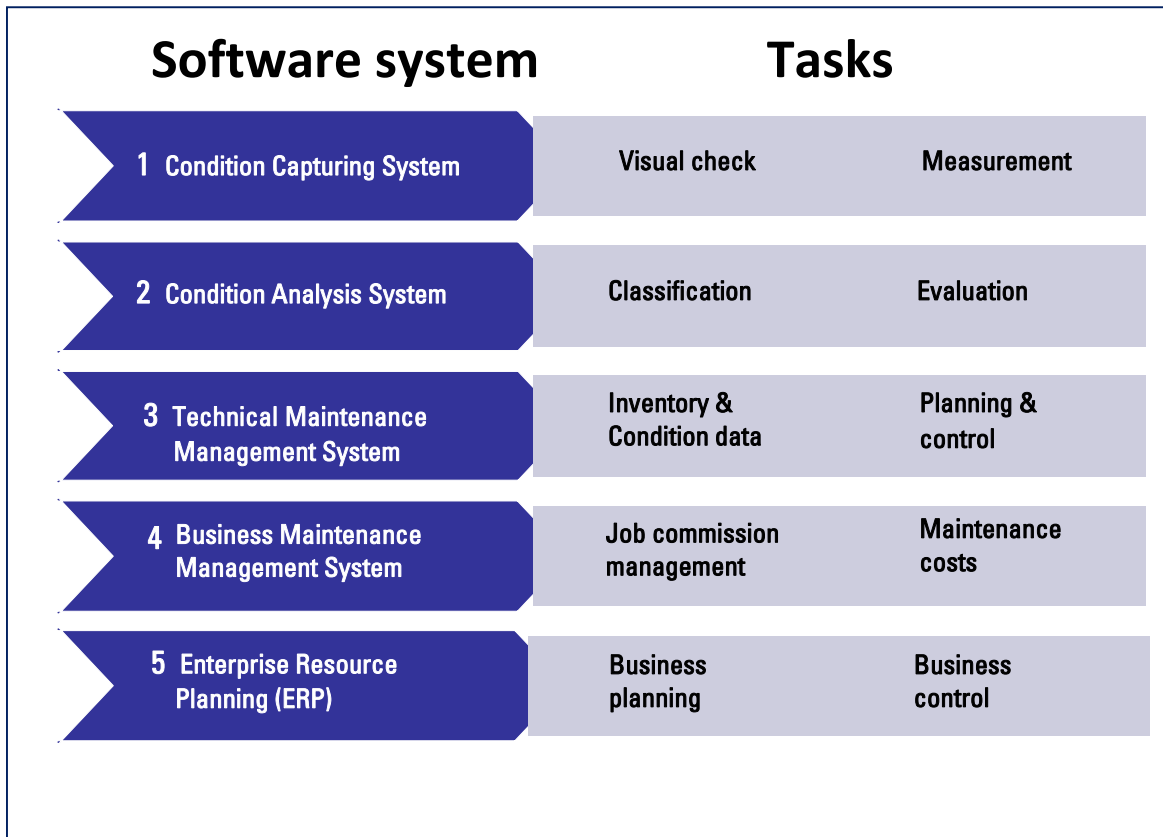 Software system
Tasks
1 Condition Capturing System
Visual check
Measurement
2 Condition Analysis System
Classification
Evaluation
3 Technical Maintenance
Management System
Inventory &
Condition data
Planning &
control
4 Business Maintenance
Management System
Job commission
management
Maintenance
costs
5 Enterprise Resource
Planning (ERP)
Business
planning
Business
control